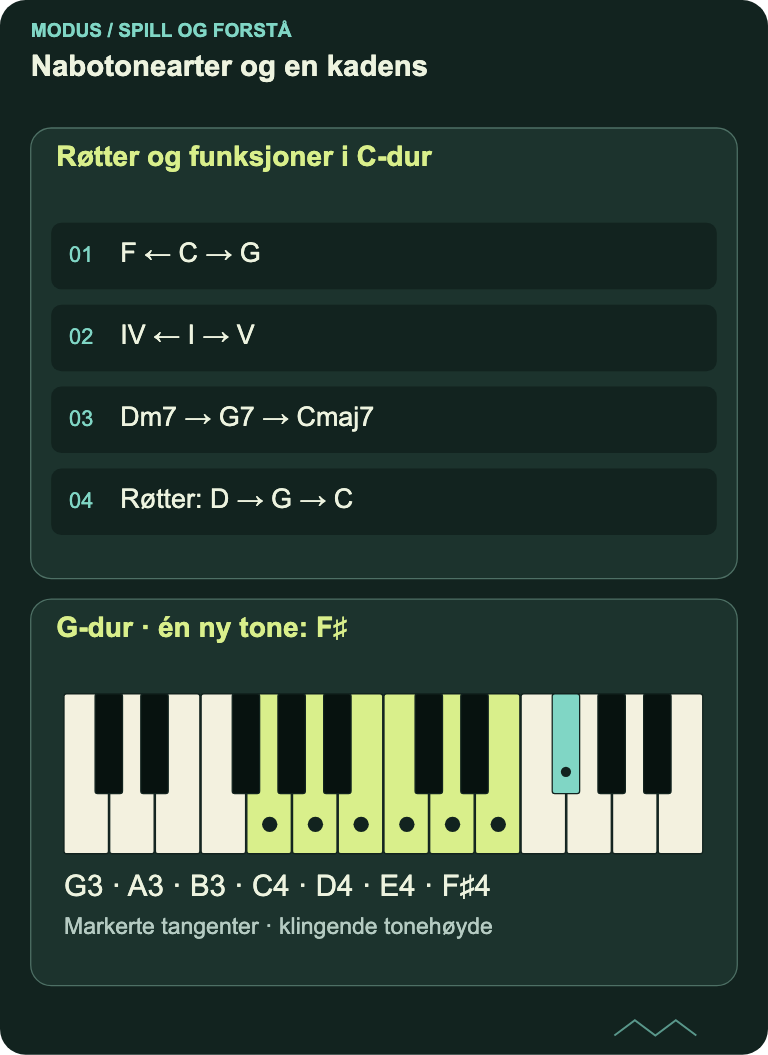 MODUS / SPILL OG FORSTÅ
Nabotonearter og en kadens
Røtter og funksjoner i C-dur
01 F ← C → G
02 IV ← I → V
03 Dm7 → G7 → Cmaj7
04 Røtter: D → G → C
G-dur · én ny tone: F♯
G3 · A3 · B3 · C4 · D4 · E4 · F♯4
Markerte tangenter · klingende tonehøyde